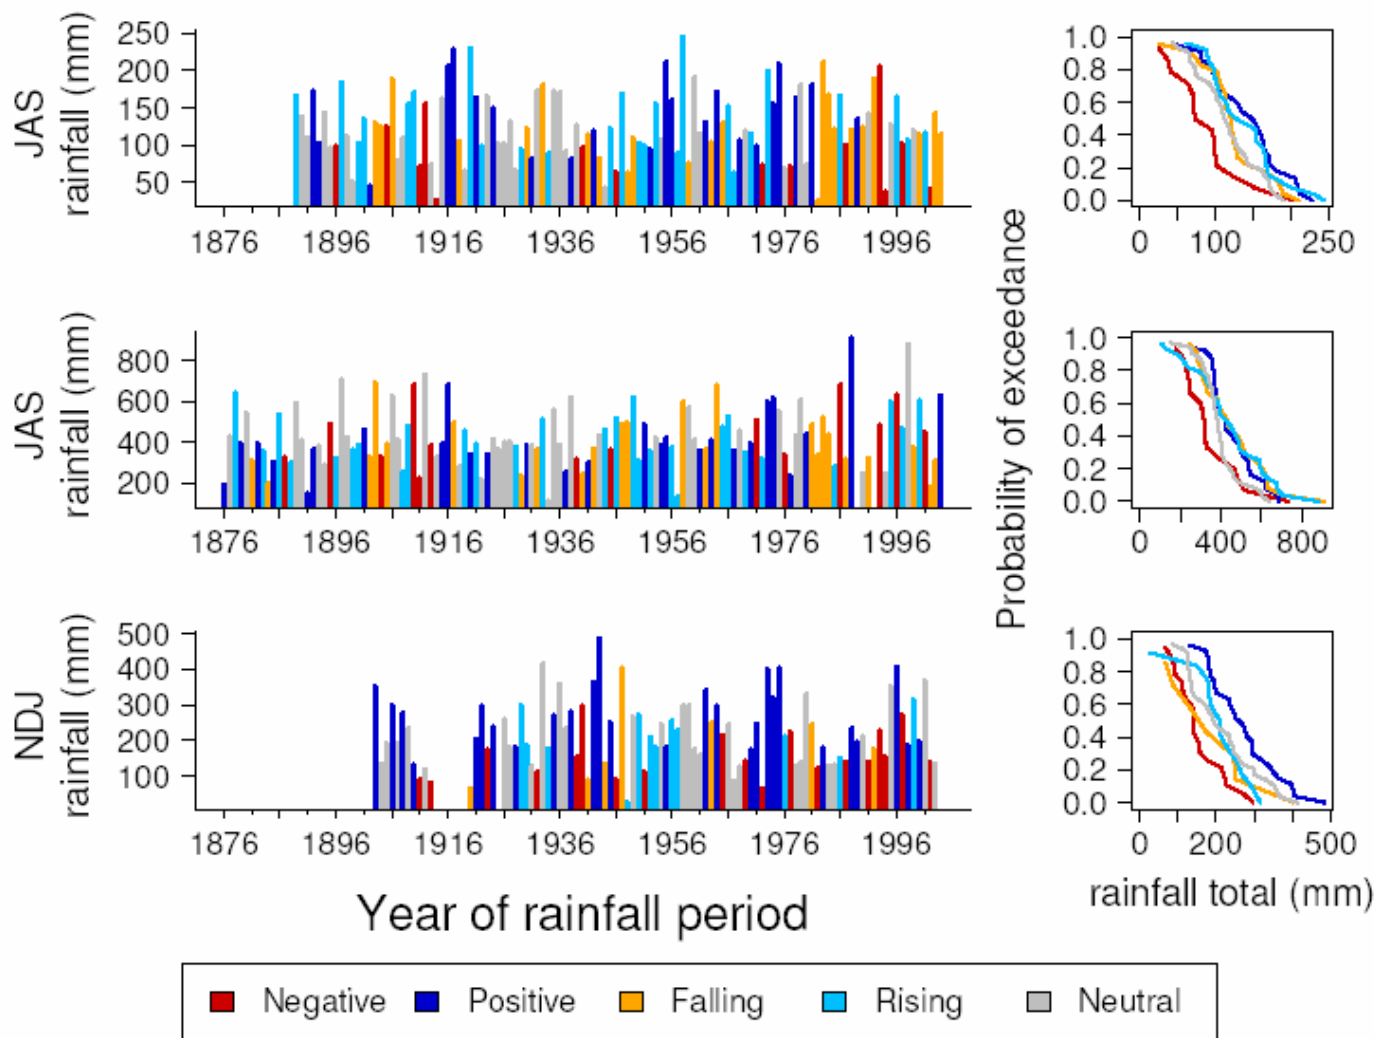 JAS
rainfall (mm)
250
200
150
100
50
1876 1896 1916 1936 1956 1976 1996
1.0
0.8
0.6
0.4
0.2
0.0
0 100 250
JAS
rainfall (mm)
800
600
400
200
1876 1896 1916 1936 1956 1976 1996
Probability of exceedance
1.0
0.8
0.6
0.4
0.2
0.0
0 400 800
NDJ
rainfall (mm)
500
400
300
200
100
1876 1896 1916 1936 1956 1976 1996
1.0
0.8
0.6
0.4
0.2
0.0
0 200 500
Year of rainfall period
rainfall total (mm)
Negative Positive Falling Rising Neutral